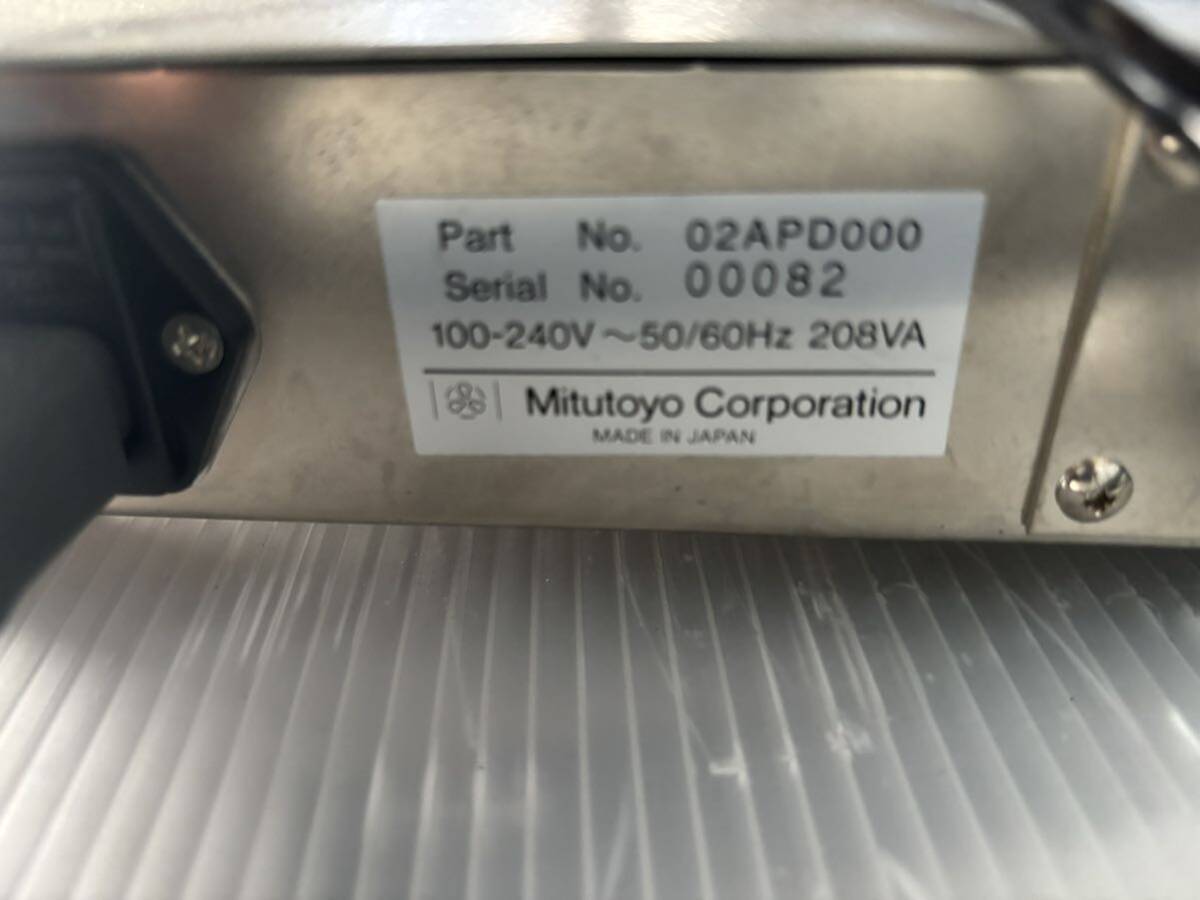 Part No. 02APD000
Serial No. 00082
100-240V ~50/60Hz 208VA
Mitutoyo Corporation
MADE IN JAPAN